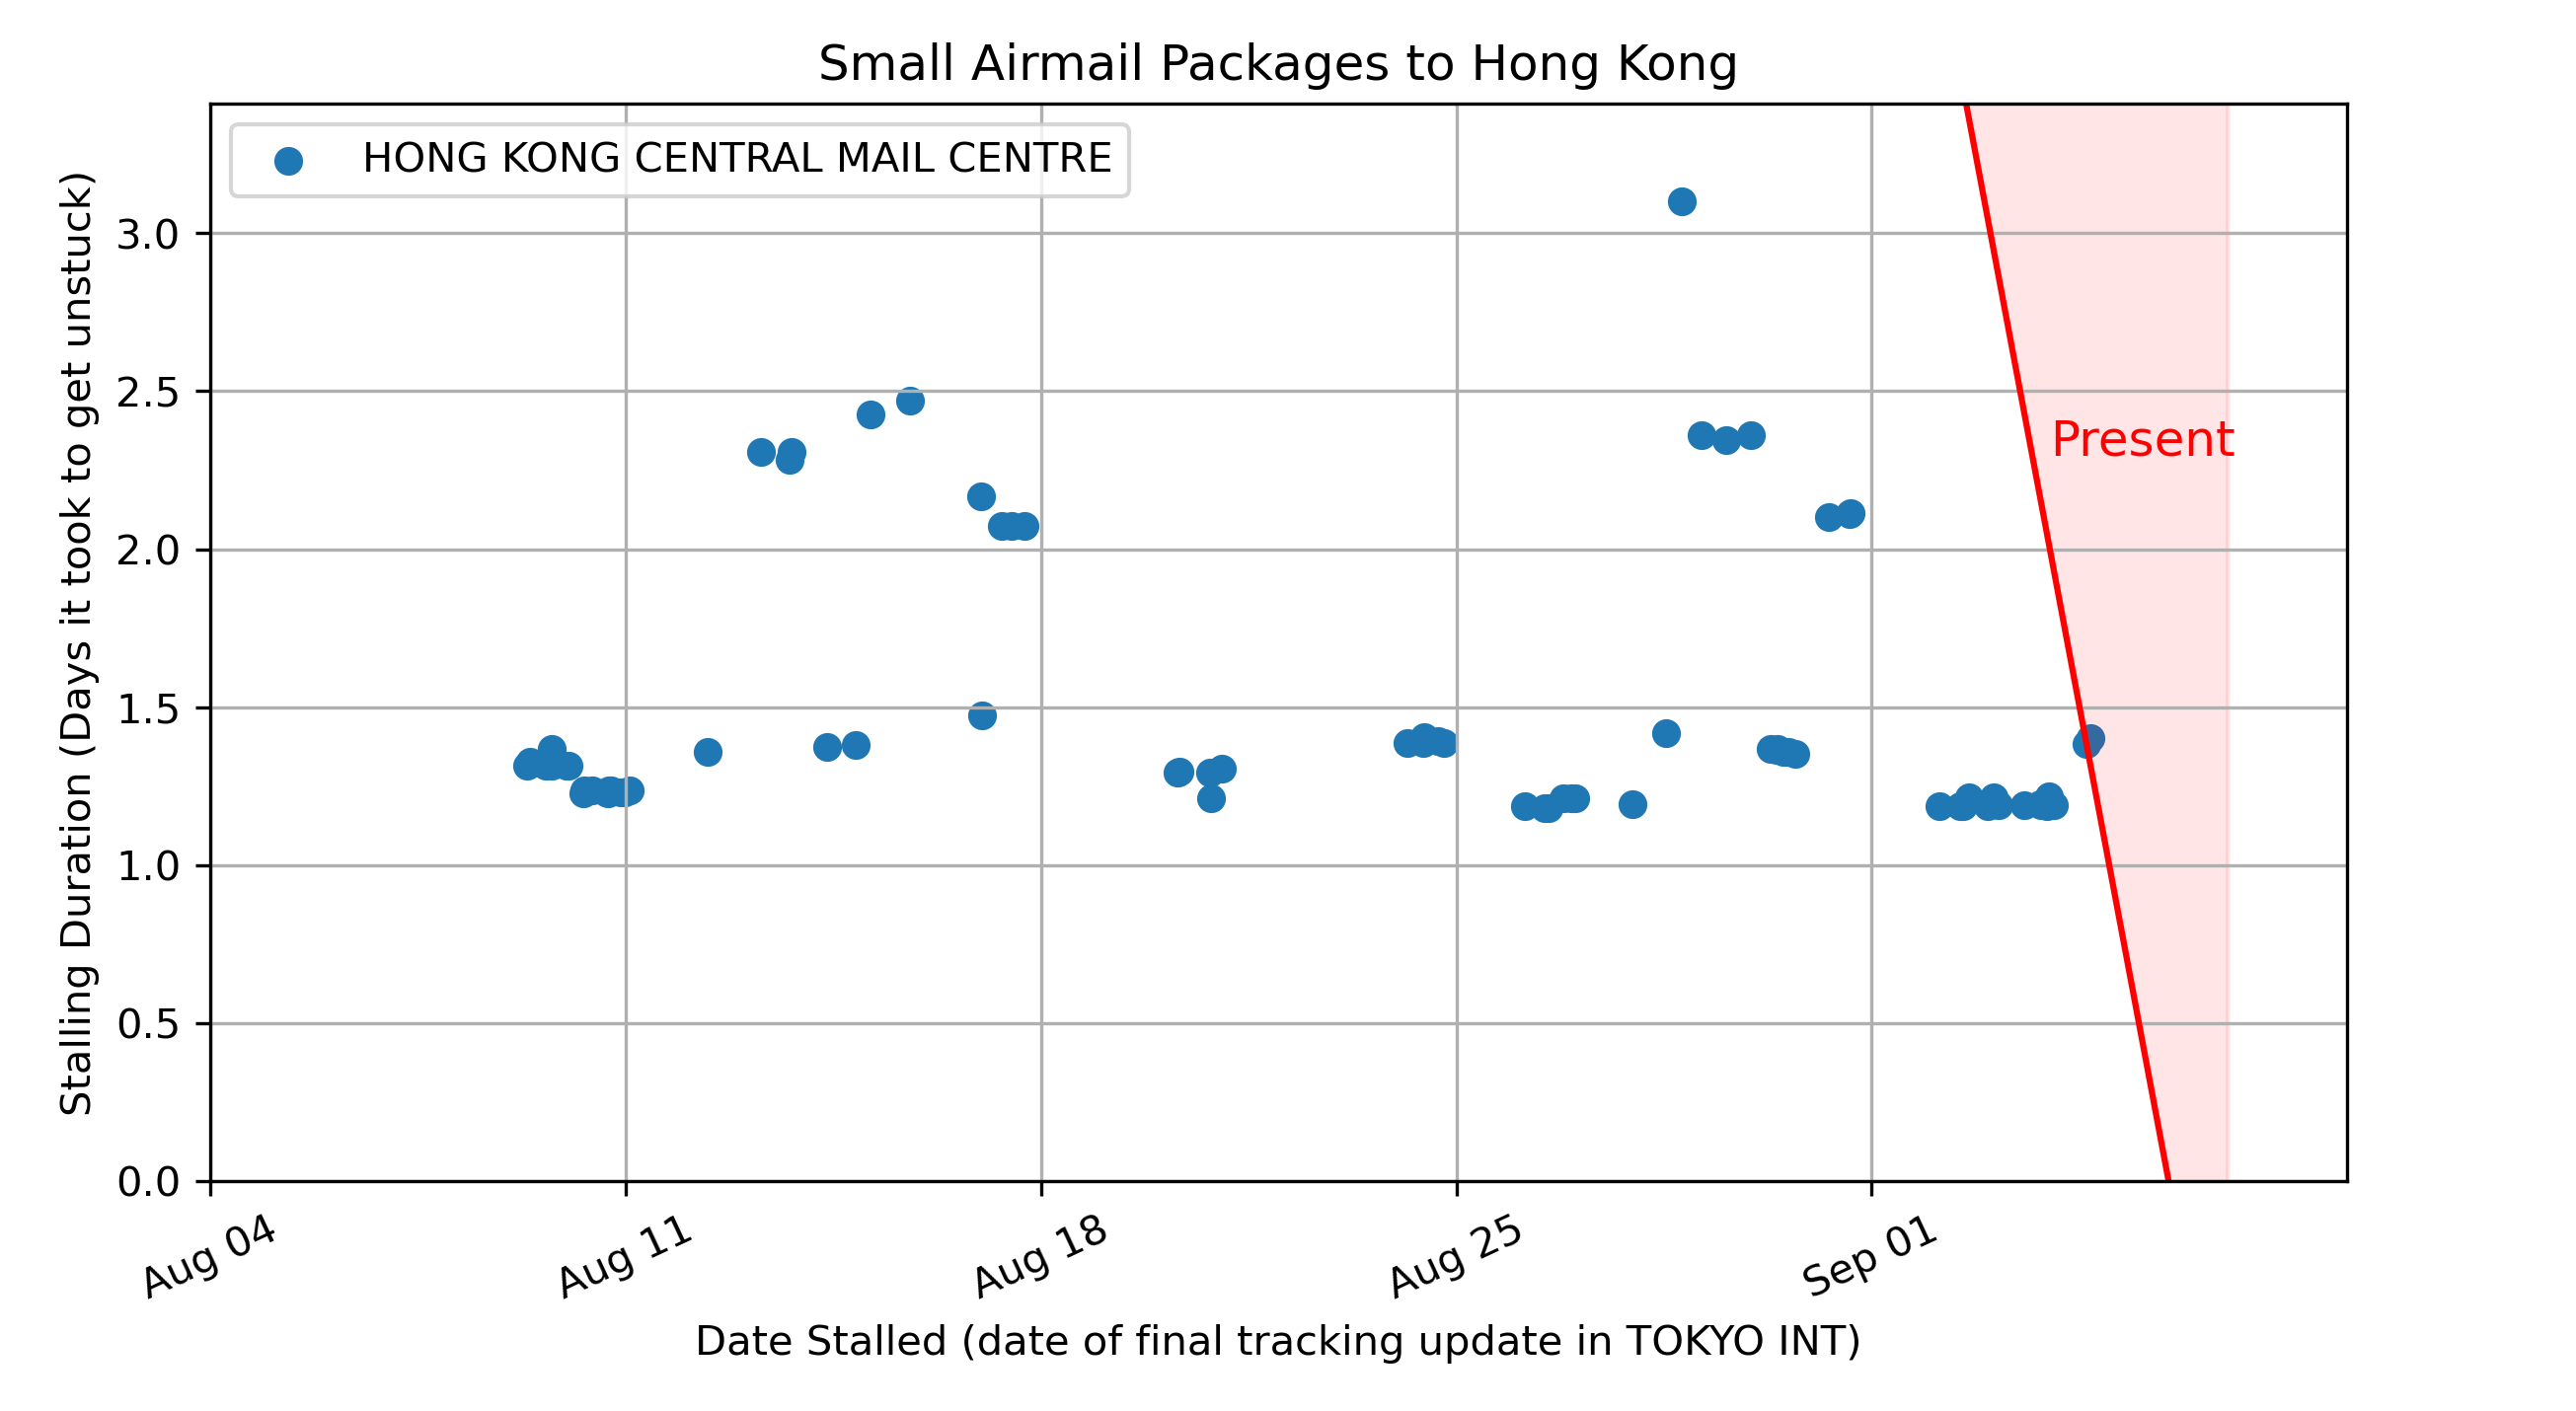 Small Airmail Packages to Hong Kong
HONG KONG CENTRAL MAIL CENTRE
Stalling Duration (Days it took to get unstuck)
3.0
2.5
2.0
1.5
1.0
0.5
0.0
Present
Aug 04
Aug 11
Aug 18
Aug 25
Sep 01
Date Stalled (date of final tracking update in TOKYO INT)